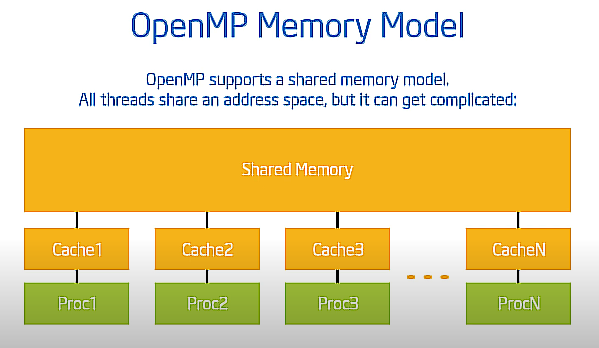 OpenMP Memory Model
OpenMP supports a shared memory model.
All threads share an address space, but it can get complicated:
Shared Memory
Cache1 Cache2 Cache3 CacheN
Proc1 Proc2 Proc3 ProcN